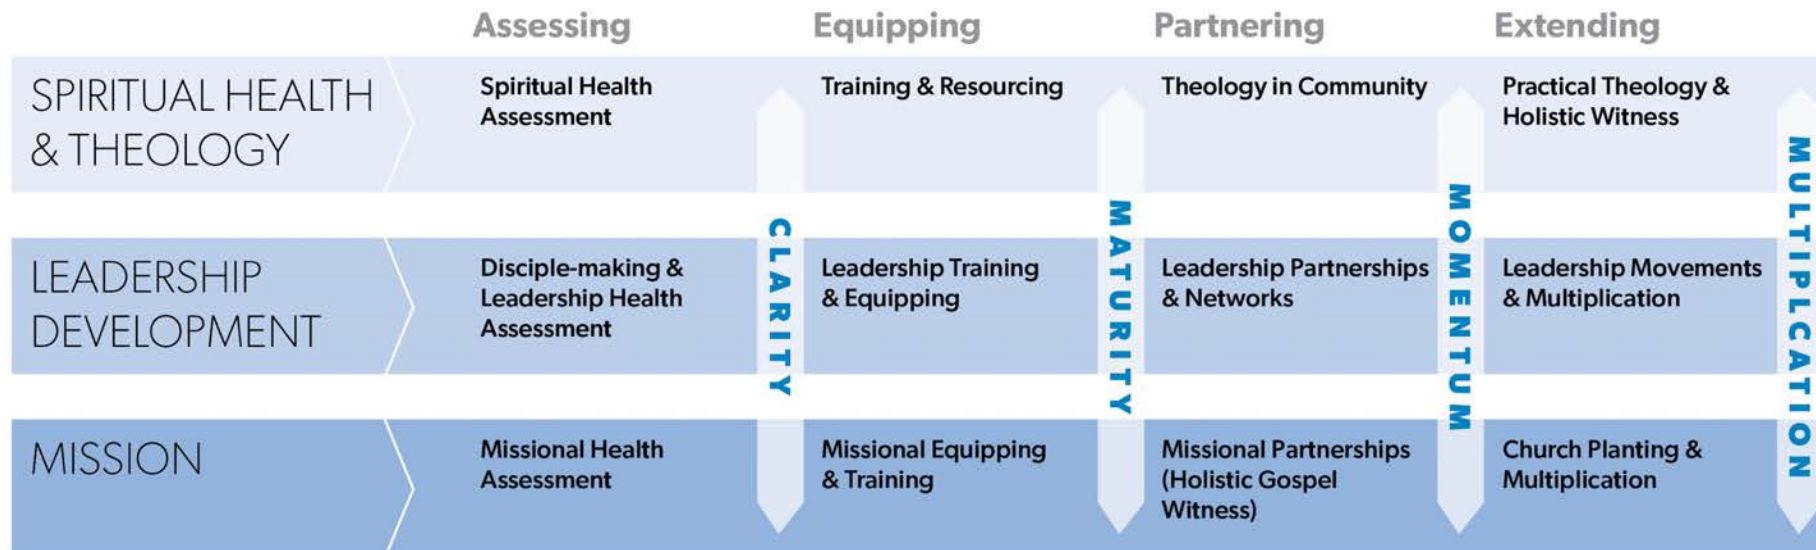 Assessing
Equipping
Partnering
Extending
SPIRITUAL HEALTH
& THEOLOGY
Spiritual Health
Assessment
Training & Resourcing
Theology in Community
Practical Theology &
Holistic Witness
LEADERSHIP
DEVELOPMENT
Disciple-making &
Leadership Health
Assessment
Leadership Training
& Equipping
Leadership Partnerships
& Networks
Leadership Movements
& Multiplication
MISSION
Missional Health
Assessment
Missional Equipping
& Training
Missional Partnerships
(Holistic Gospel
Witness)
Church Planting &
Multiplication
CLARITY
MATURITY
MOMENTUM
MULTIPLCATION